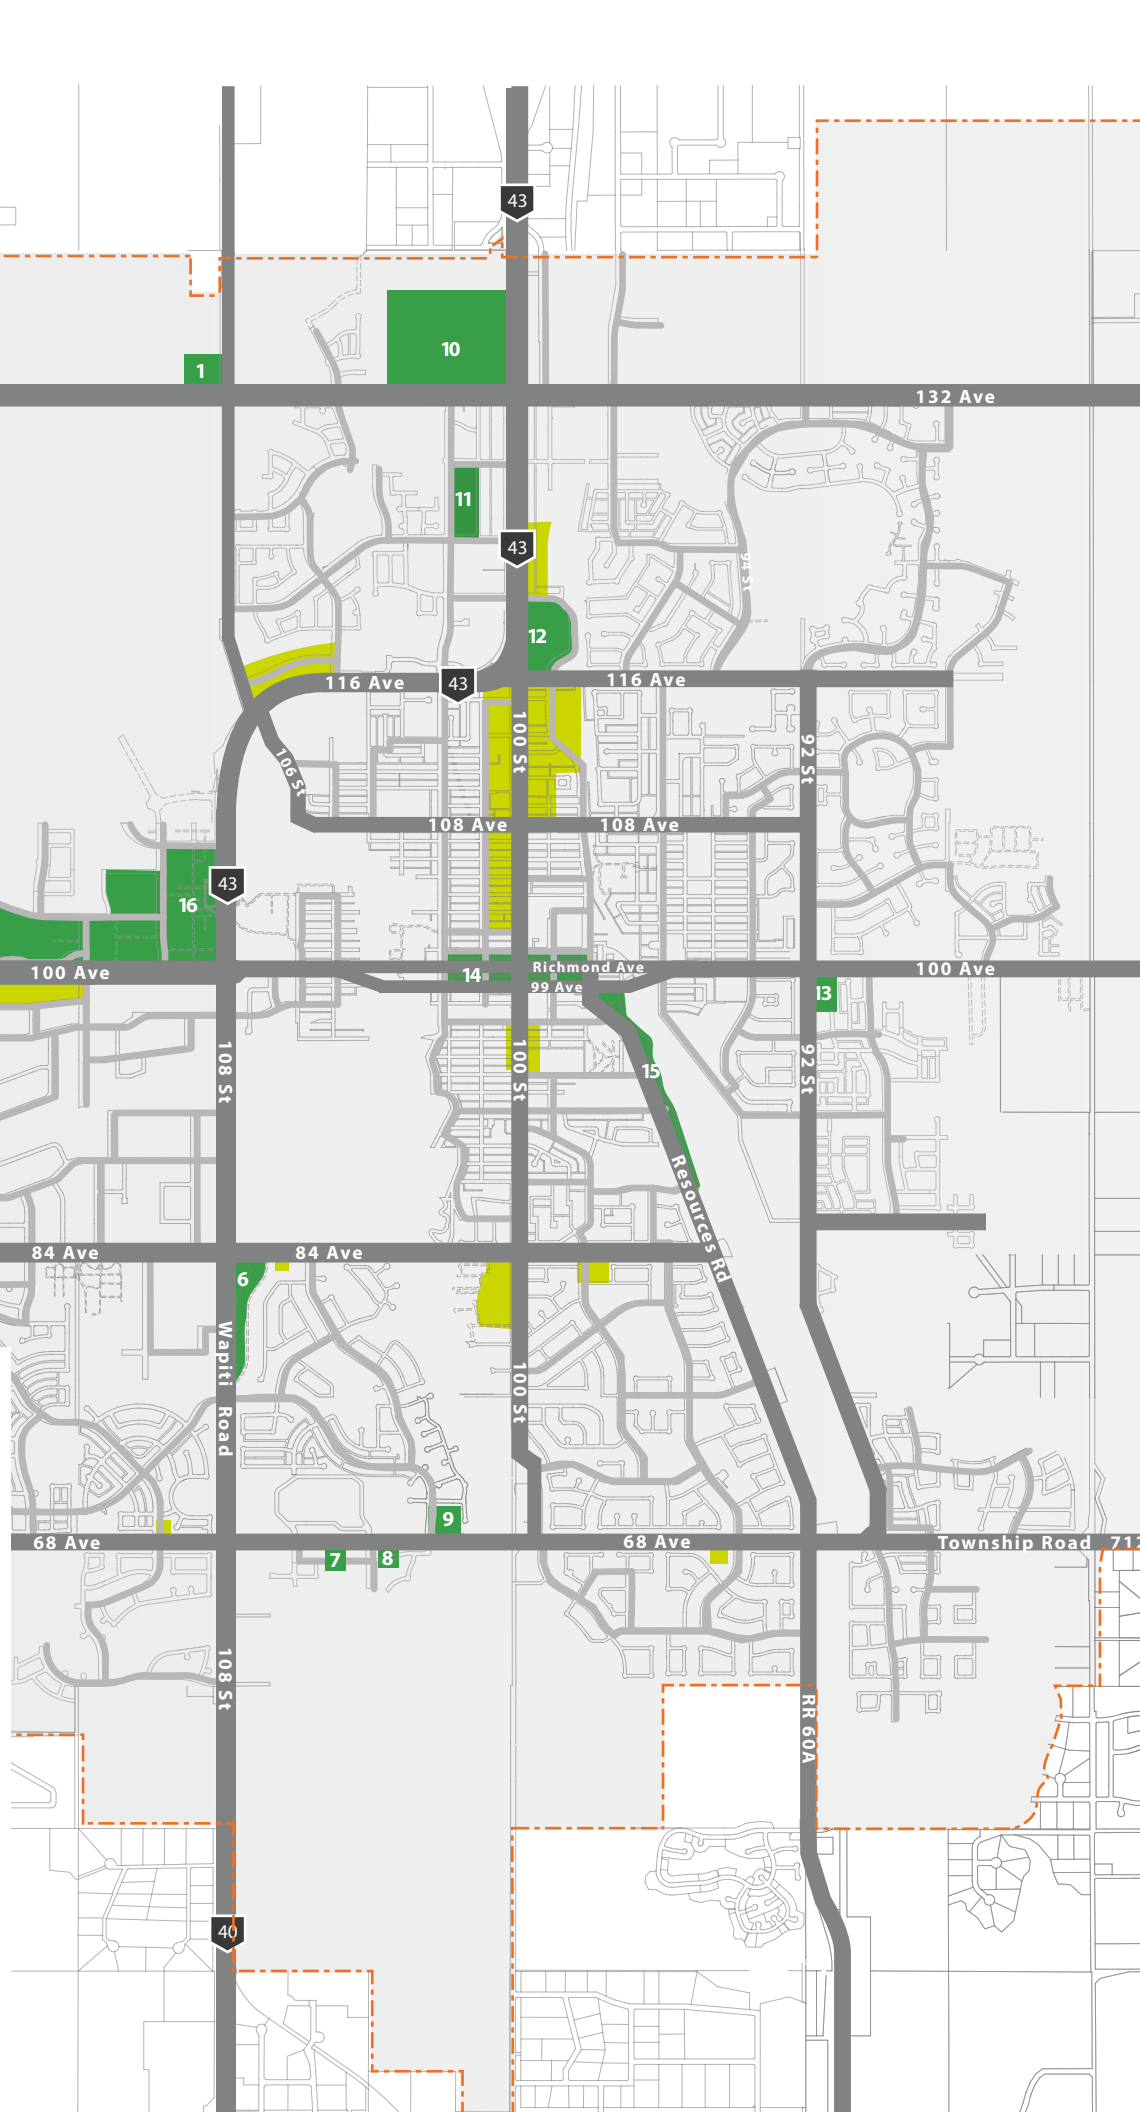 43
10
1
132 Ave
11
43
94 St
12
116 Ave
43
116 Ave
100 St
92 St
106 St
108 Ave
108 Ave
43
16
100 Ave
14
Richmond Ave
99 Ave
100 Ave
13
108 St
100 St
15
92 St
Resources Rd
84 Ave
84 Ave
6
Wapiti Road
100 St
9
68 Ave
7
8
68 Ave
Township Road 712
108 St
RR 60A
40